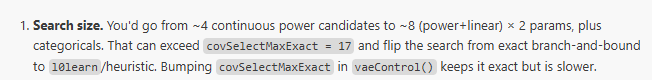 1. Search size. You'd go from ~4 continuous power candidates to ~8 (power+linear) × 2 params, plus
categoricals. That can exceed covSelectMaxExact = 17 and flip the search from exact branch-and-bound
to l0learn/heuristic. Bumping covSelectMaxExact in vaeControl() keeps it exact but is slower.